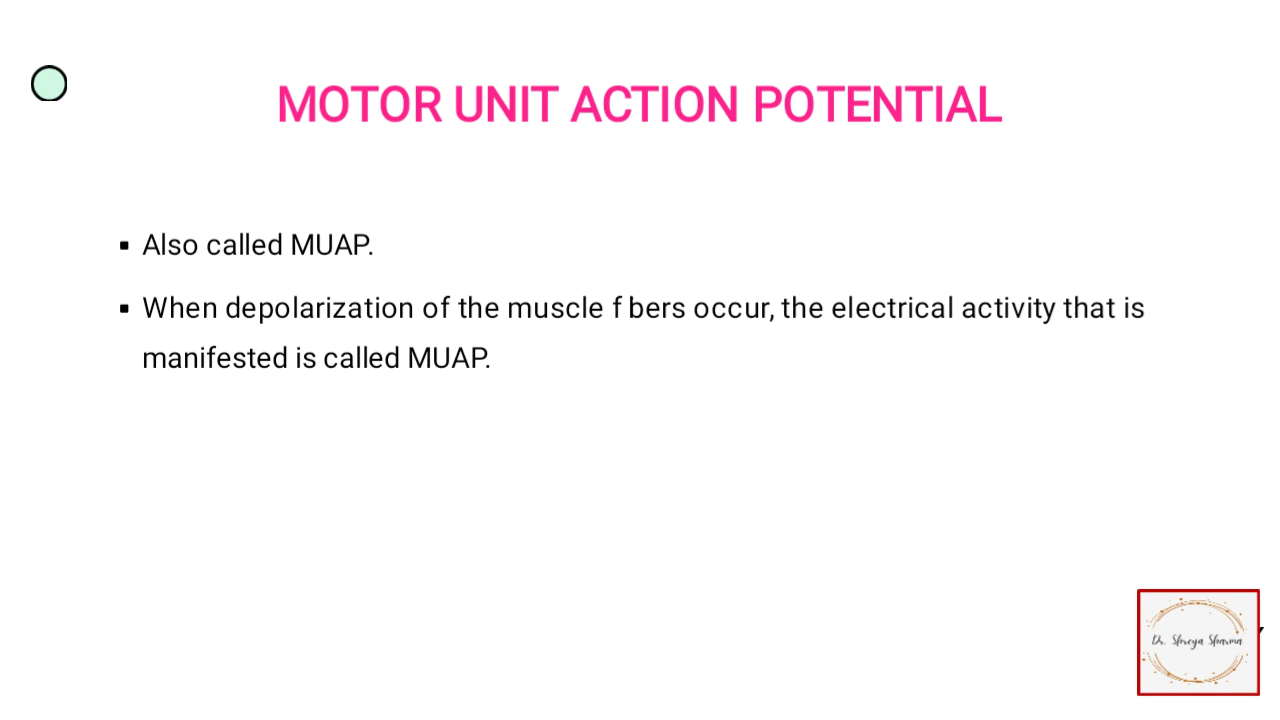 MOTOR UNIT ACTION POTENTIAL
▪ Also called MUAP.
▪ When depolarization of the muscle f bers occur, the electrical activity that is
manifested is called MUAP.
Dr. Shreya Sharma